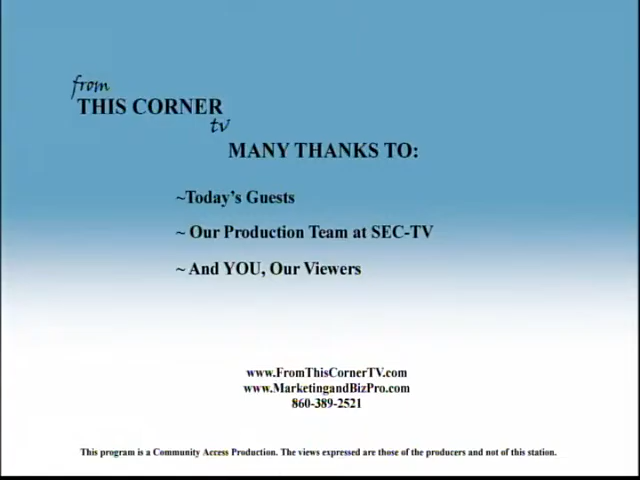 from
THIS CORNER
tv
MANY THANKS TO:
~Today's Guests
~ Our Production Team at SEC-TV
~ And YOU, Our Viewers
www.FromThisCornerTV.com
www.MarketingandBizPro.com
860-389-2521
This program is a Community Access Production. The views expressed are those of the producers and not of this station.